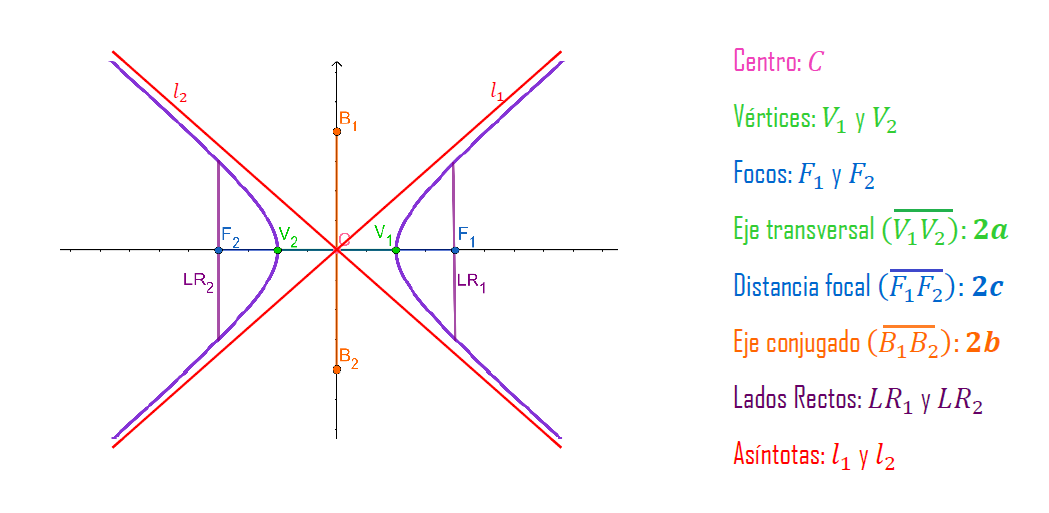 l₂
l₁
B₁
F₂
V₂
C
V₁
F₁
LR₂
LR₁
B₂
Centro: C
Vértices: V₁ y V₂
Focos: F₁ y F₂
Eje transversal (V₁V₂): 2a
Distancia focal (F₁F₂): 2c
Eje conjugado (B₁B₂): 2b
Lados Rectos: LR₁ y LR₂
Asíntotas: l₁ y l₂